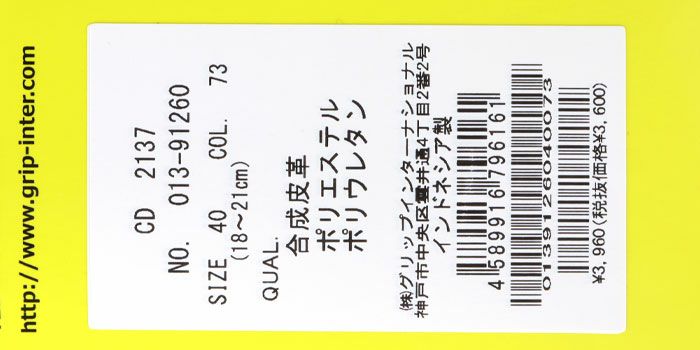 http://www.grip-inter.com
CD 2137
NO. 013-91260
SIZE 40 COL. 73
(18～21cm)
QUAL.
合成皮革
ポリエステル
ポリウレタン
㈱グリップインターナショナル
神戸市中央区雲井通4丁目2番2号
インドネシア製
4 589916 796161
0139126040073
¥3,960(税抜価格¥3,600)